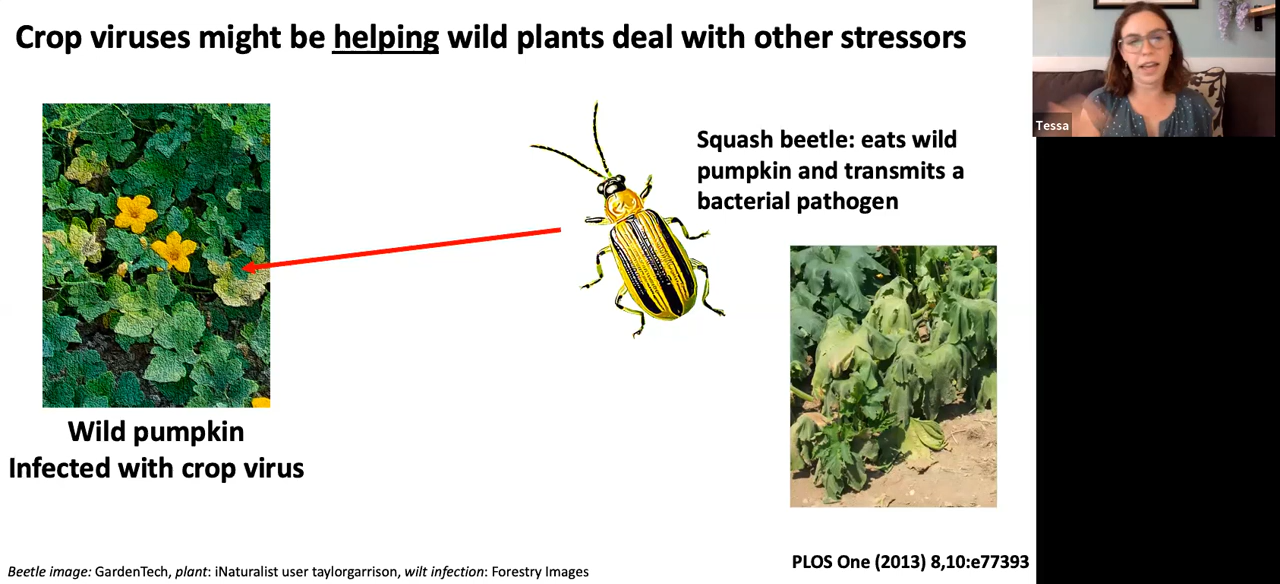 Crop viruses might be helping wild plants deal with other stressors
Tessa
Squash beetle: eats wild
pumpkin and transmits a
bacterial pathogen
Wild pumpkin
Infected with crop virus
PLOS One (2013) 8,10:e77393
Beetle image: GardenTech, plant: iNaturalist user taylorgarrison, wilt infection: Forestry Images